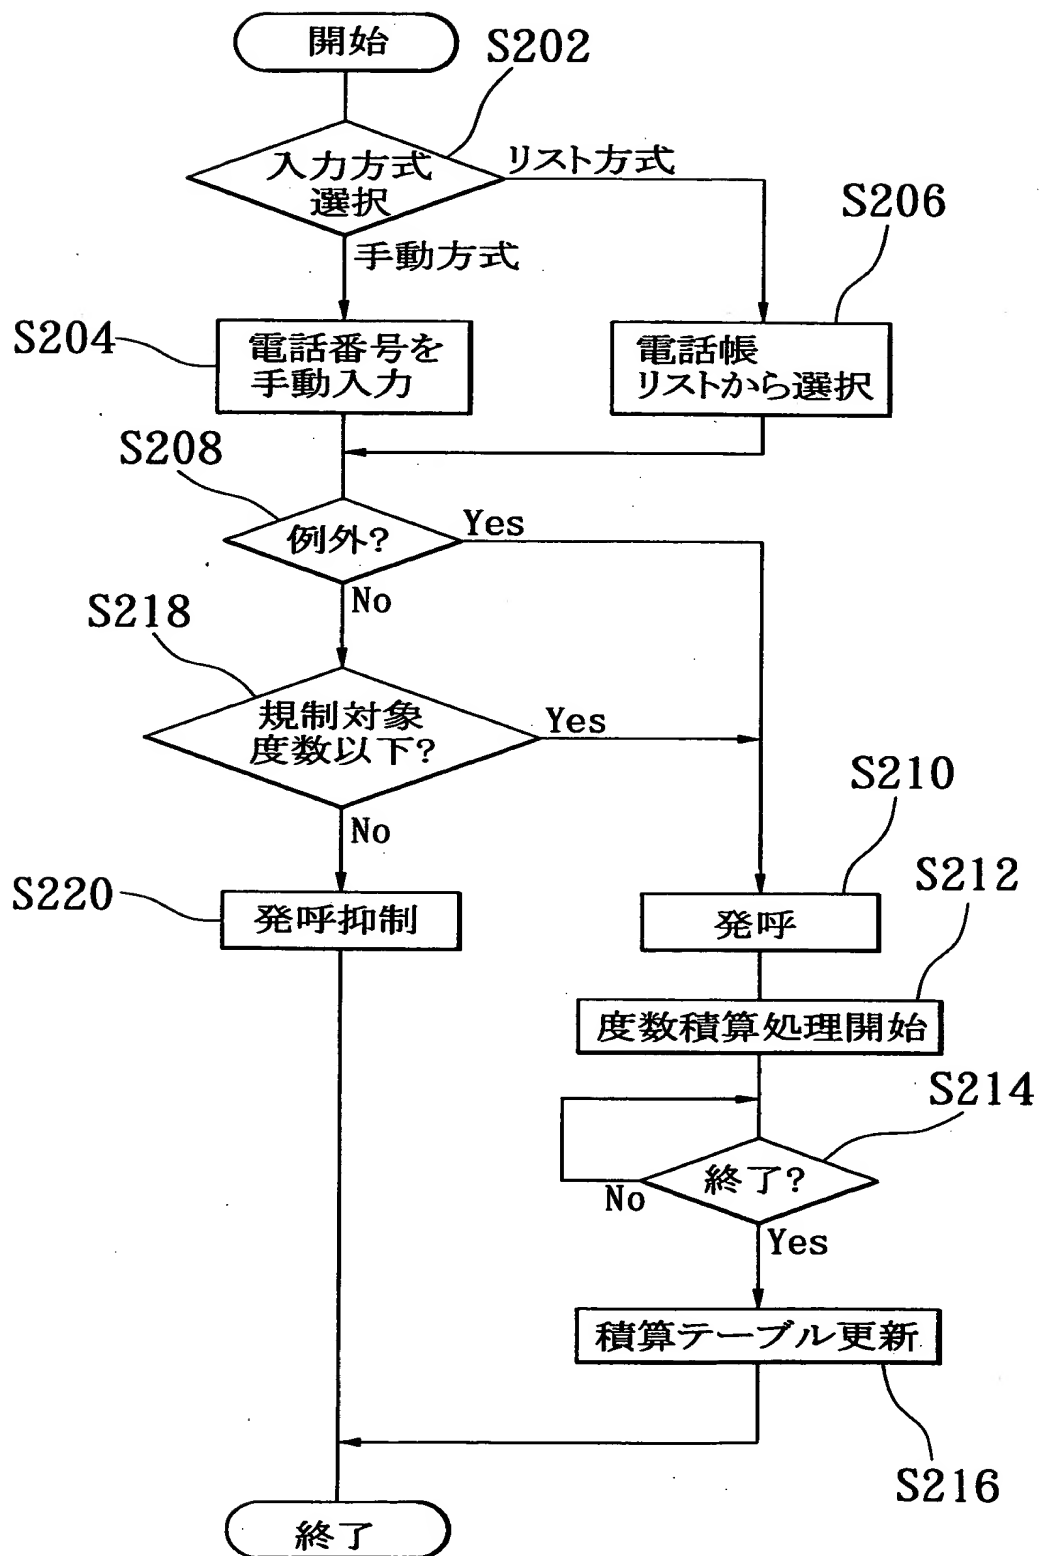 開始
S202
入力方式
選択
リスト方式
S206
手動方式
S204
電話番号を
手動入力
電話帳
リストから選択
S208
例外?
Yes
No
S218
規制対象
度数以下?
Yes
S210
No
S212
S220
発呼抑制
発呼
度数積算処理開始
S214
終了?
No
Yes
積算テーブル更新
S216
終了